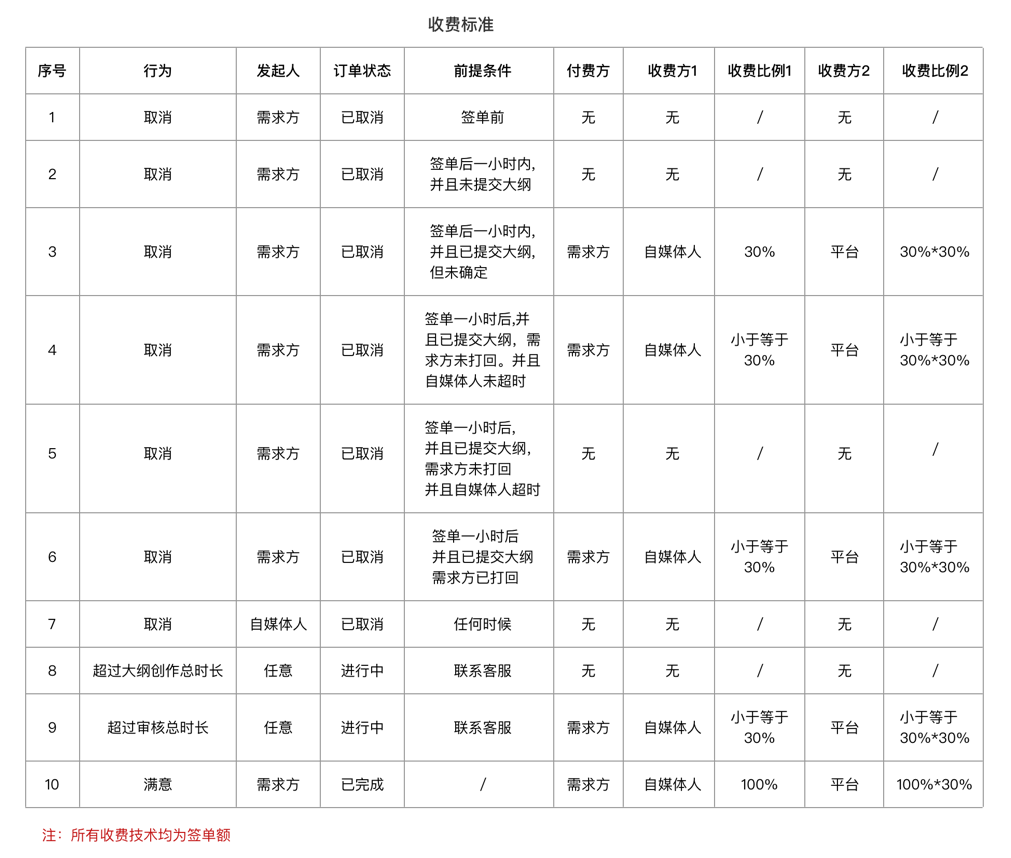 收费标准
序号 行为 发起人 订单状态 前提条件 付费方 收费方1 收费比例1 收费方2 收费比例2
1 取消 需求方 已取消 签单前 无 无 / 无 /
2 取消 需求方 已取消 签单后一小时内, 无 无 / 无 /
并且未提交大纲
3 取消 需求方 已取消 签单后一小时内, 需求方 自媒体人 30% 平台 30%*30%
并且已提交大纲,
但未确定
4 取消 需求方 已取消 签单一小时后,并 需求方 自媒体人 小于等于 平台 小于等于
且已提交大纲，需 30% 30%*30%
求方未打回。并且
自媒体人未超时
5 取消 需求方 已取消 签单一小时后, 无 无 / 无 /
并且已提交大纲,
需求方未打回
并且自媒体人超时
6 取消 需求方 已取消 签单一小时后 需求方 自媒体人 小于等于 平台 小于等于
并且已提交大纲 30% 30%*30%
需求方已打回
7 取消 自媒体人 已取消 任何时候 无 无 / 无 /
8 超过大纲创作总时长 任意 进行中 联系客服 无 无 / 无 /
9 超过审核总时长 任意 进行中 联系客服 需求方 自媒体人 小于等于 平台 小于等于
30% 30%*30%
10 满意 需求方 已完成 / 需求方 自媒体人 100% 平台 100%*30%
注：所有收费技术均为签单额